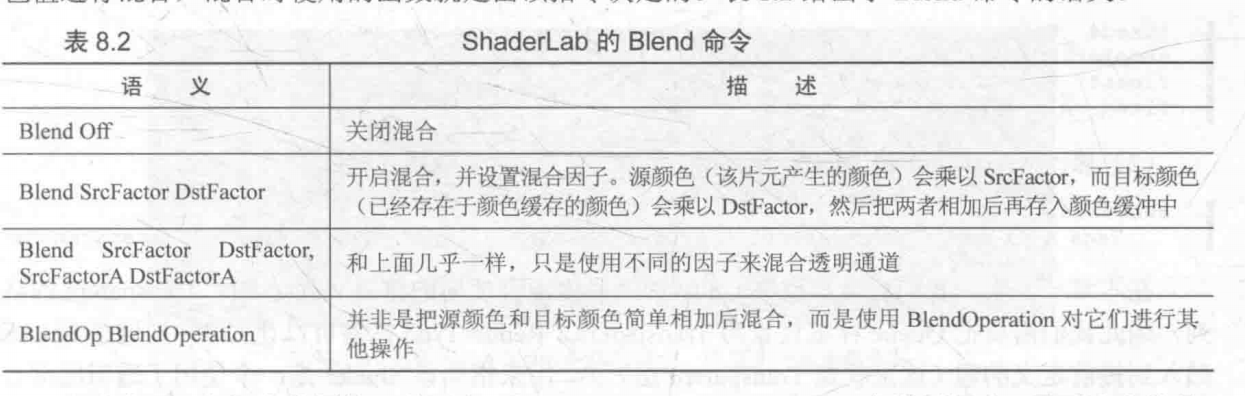 表 8.2 ShaderLab 的 Blend 命令
语 义 描 述
Blend Off 关闭混合
Blend SrcFactor DstFactor 开启混合，并设置混合因子。源颜色（该片元产生的颜色）会乘以 SrcFactor，而目标颜色
（已经存在于颜色缓存的颜色）会乘以 DstFactor，然后把两者相加后再存入颜色缓冲中
Blend SrcFactor DstFactor,
SrcFactorA DstFactorA
和上面几乎一样，只是使用不同的因子来混合透明通道
BlendOp BlendOperation 并非是把源颜色和目标颜色简单相加后混合，而是使用 BlendOperation 对它们进行其
他操作